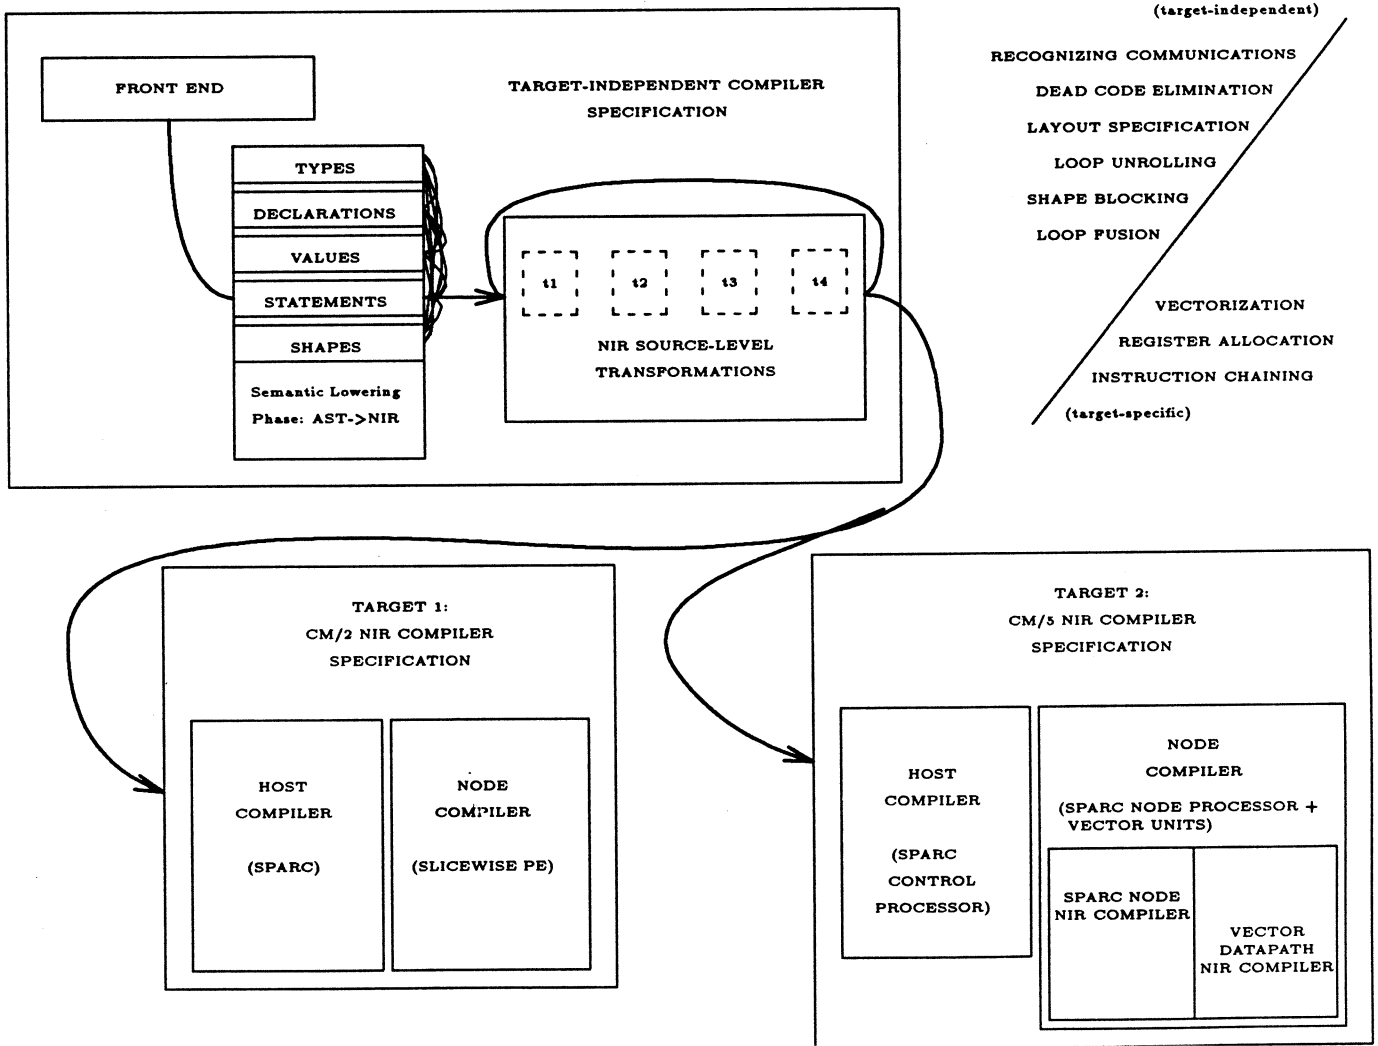 (target-independent)
RECOGNIZING COMMUNICATIONS
DEAD CODE ELIMINATION
LAYOUT SPECIFICATION
LOOP UNROLLING
SHAPE BLOCKING
LOOP FUSION
VECTORIZATION
REGISTER ALLOCATION
INSTRUCTION CHAINING
(target-specific)
FRONT END
TARGET-INDEPENDENT COMPILER
SPECIFICATION
TYPES
DECLARATIONS
VALUES
STATEMENTS
SHAPES
Semantic Lowering
Phase: AST->NIR
t1
t2
t3
t4
NIR SOURCE-LEVEL
TRANSFORMATIONS
TARGET 1:
CM/2 NIR COMPILER
SPECIFICATION
HOST
COMPILER
(SPARC)
NODE
COMPILER
(SLICEWISE PE)
TARGET 2:
CM/5 NIR COMPILER
SPECIFICATION
HOST
COMPILER
(SPARC
CONTROL
PROCESSOR)
NODE
COMPILER
(SPARC NODE PROCESSOR +
VECTOR UNITS)
SPARC NODE
NIR COMPILER
VECTOR
DATAPATH
NIR COMPILER